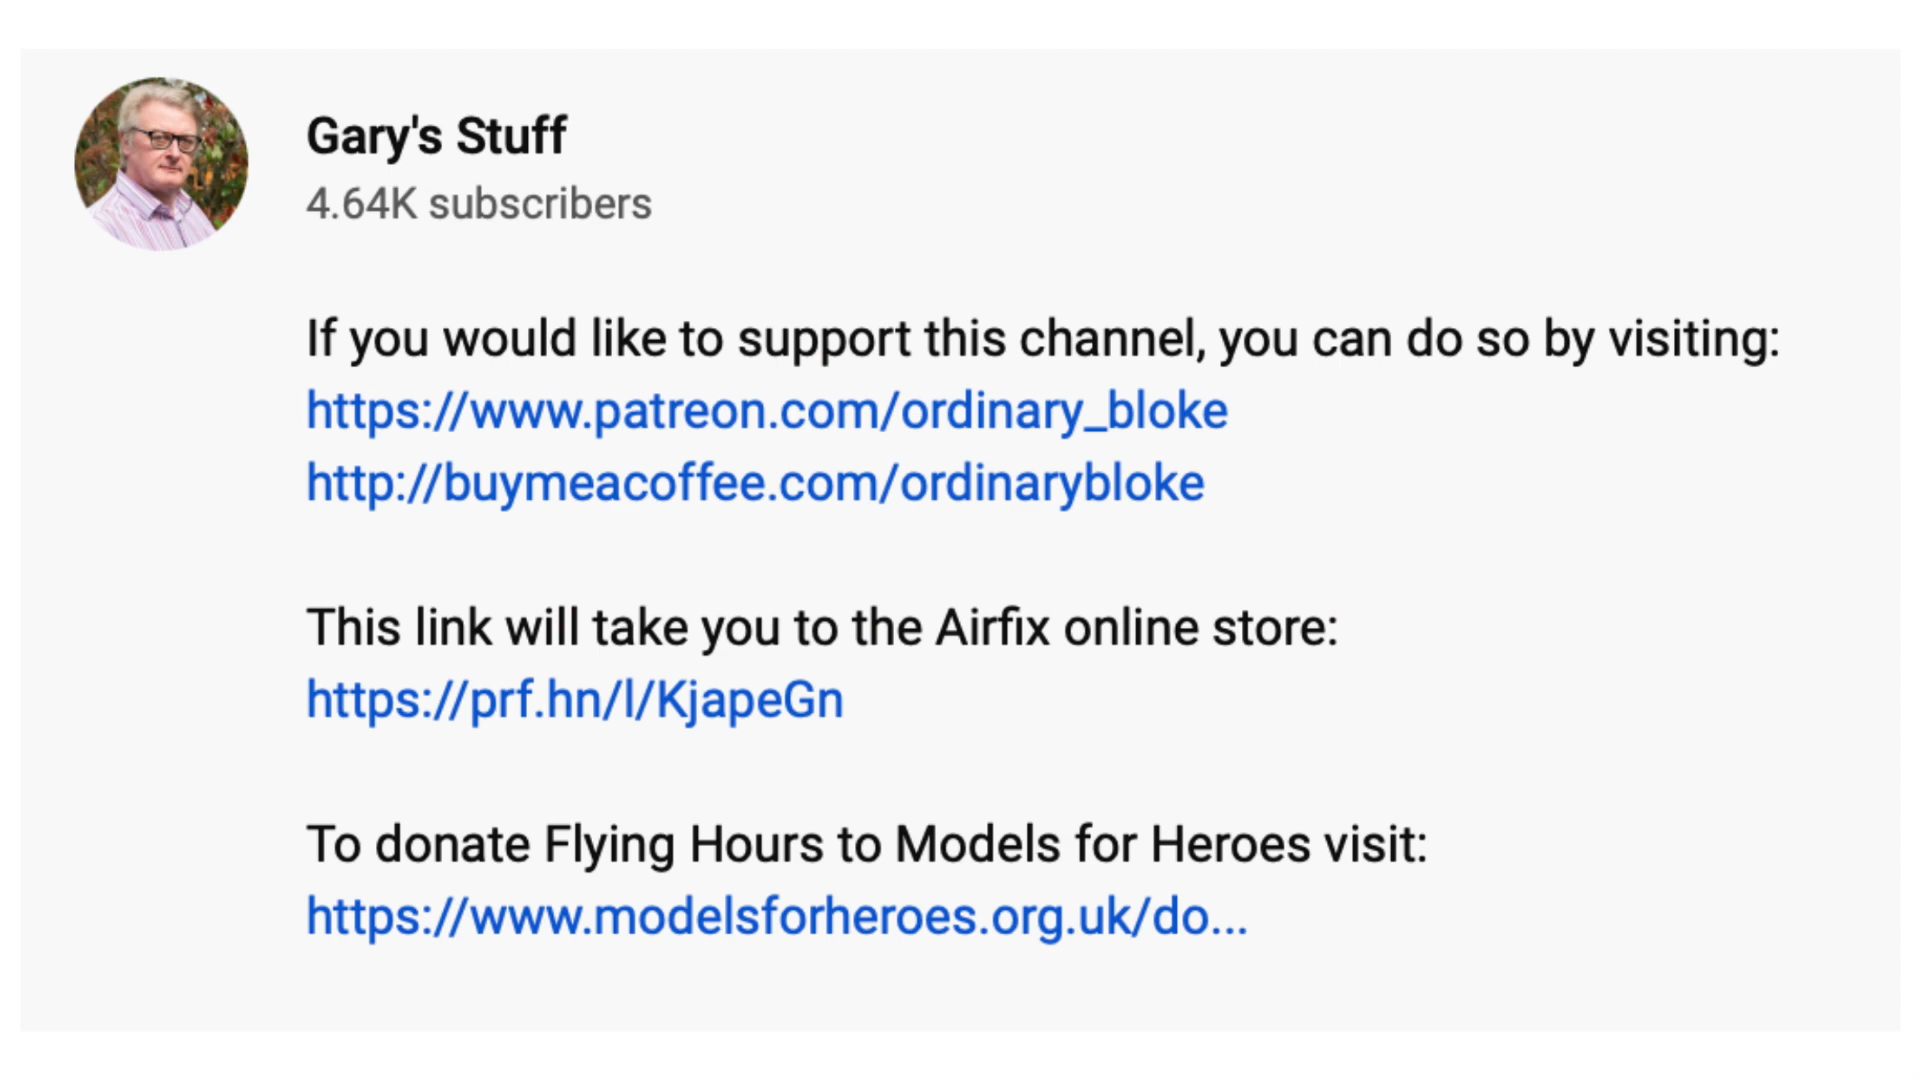 Gary's Stuff
4.64K subscribers
If you would like to support this channel, you can do so by visiting:
https://www.patreon.com/ordinary_bloke
http://buymeacoffee.com/ordinarybloke
This link will take you to the Airfix online store:
https://prf.hn/l/KjapeGn
To donate Flying Hours to Models for Heroes visit:
https://www.modelsforheroes.org.uk/do...